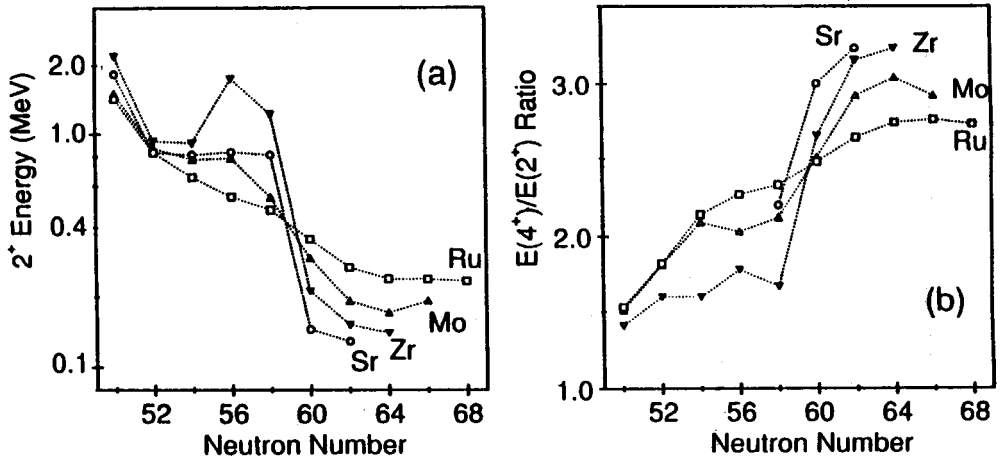 2.0
1.0
0.4
0.1
2⁺ Energy (MeV)
(a)
Ru
Mo
Zr
Sr
52 56 60 64 68
Neutron Number
3.0
2.0
1.0
E(4⁺)/E(2⁺) Ratio
Sr
Zr
Mo
Ru
(b)
52 56 60 64 68
Neutron Number